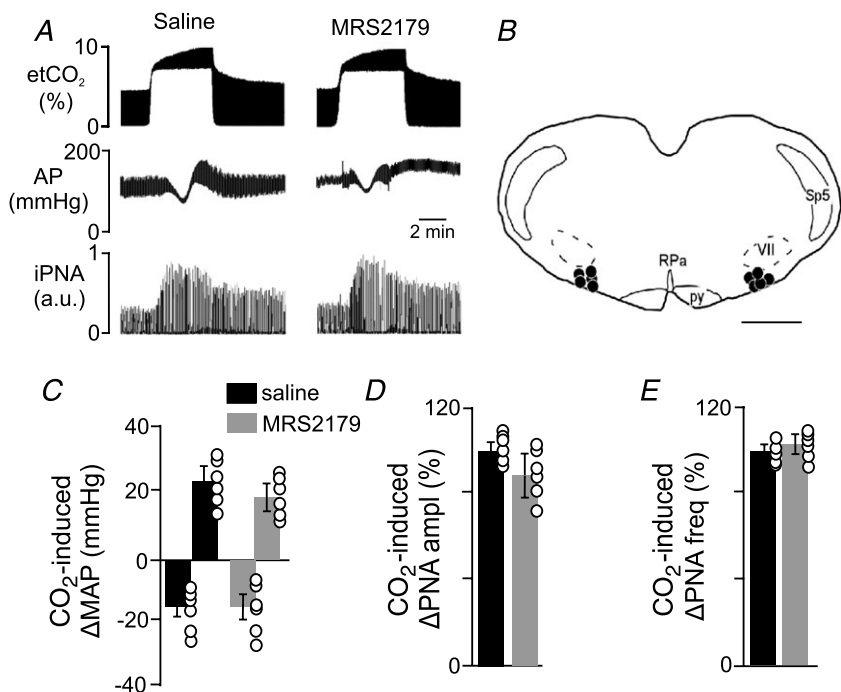 A
Saline
MRS2179
etCO2
(%)
10
0
AP
(mmHg)
200
0
2 min
iPNA
(a.u.)
1
0
B
Sp5
VII
RPa
py
C
saline
MRS2179
CO2-induced
ΔMAP (mmHg)
40
20
0
-20
-40
D
CO2-induced
ΔPNA ampl (%)
120
0
E
CO2-induced
ΔPNA freq (%)
120
0